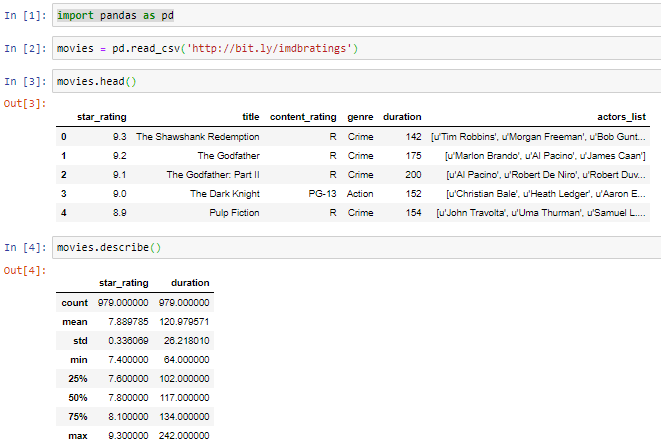 In [1]: import pandas as pd
In [2]: movies = pd.read_csv('http://bit.ly/imdbratings')
In [3]: movies.head()
Out[3]:
star_rating title content_rating genre duration actors_list
0 9.3 The Shawshank Redemption R Crime 142 [u'Tim Robbins', u'Morgan Freeman', u'Bob Gunt...
1 9.2 The Godfather R Crime 175 [u'Marlon Brando', u'Al Pacino', u'James Caan']
2 9.1 The Godfather: Part II R Crime 200 [u'Al Pacino', u'Robert De Niro', u'Robert Duv...
3 9.0 The Dark Knight PG-13 Action 152 [u'Christian Bale', u'Heath Ledger', u'Aaron E...
4 8.9 Pulp Fiction R Crime 154 [u'John Travolta', u'Uma Thurman', u'Samuel L....
In [4]: movies.describe()
Out[4]:
star_rating duration
count 979.000000 979.000000
mean 7.889785 120.979571
std 0.336069 26.218010
min 7.400000 64.000000
25% 7.600000 102.000000
50% 7.800000 117.000000
75% 8.100000 134.000000
max 9.300000 242.000000